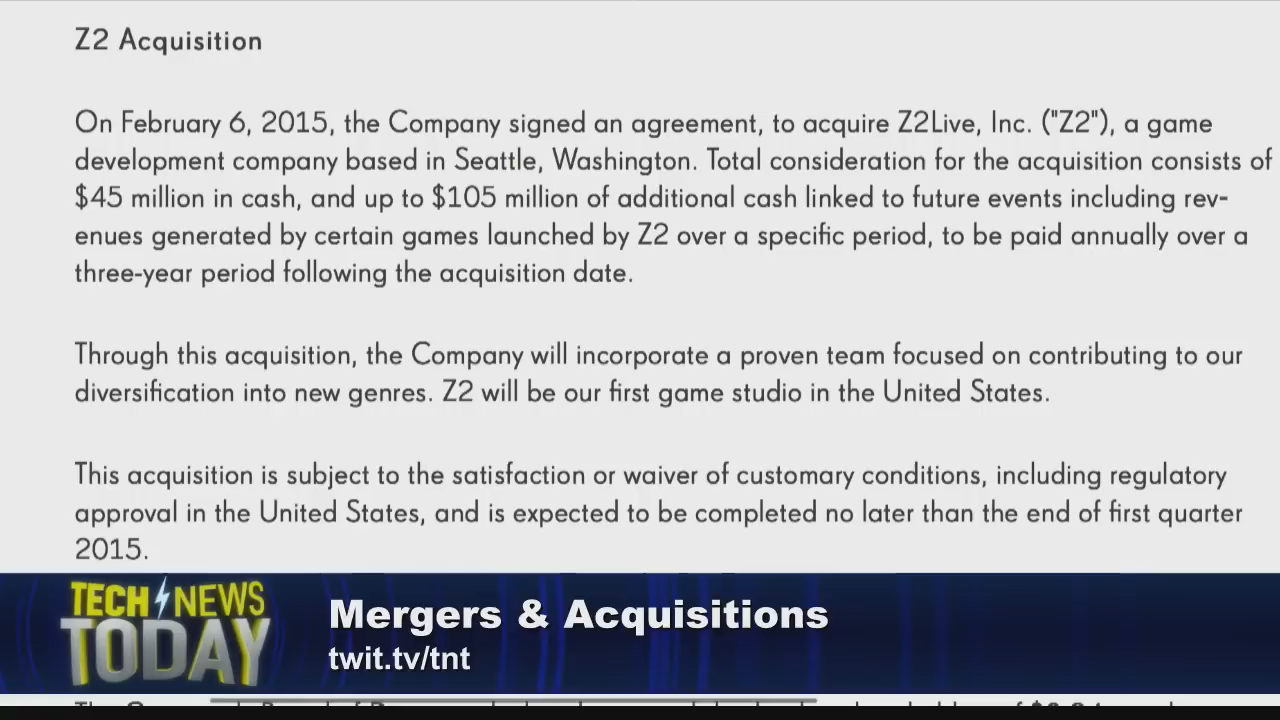 Z2 Acquisition
On February 6, 2015, the Company signed an agreement, to acquire Z2Live, Inc. ("Z2"), a game
development company based in Seattle, Washington. Total consideration for the acquisition consists of
$45 million in cash, and up to $105 million of additional cash linked to future events including rev-
enues generated by certain games launched by Z2 over a specific period, to be paid annually over a
three-year period following the acquisition date.
Through this acquisition, the Company will incorporate a proven team focused on contributing to our
diversification into new genres. Z2 will be our first game studio in the United States.
This acquisition is subject to the satisfaction or waiver of customary conditions, including regulatory
approval in the United States, and is expected to be completed no later than the end of first quarter
2015.
TECH NEWS
TODAY
Mergers & Acquisitions
twit.tv/tnt